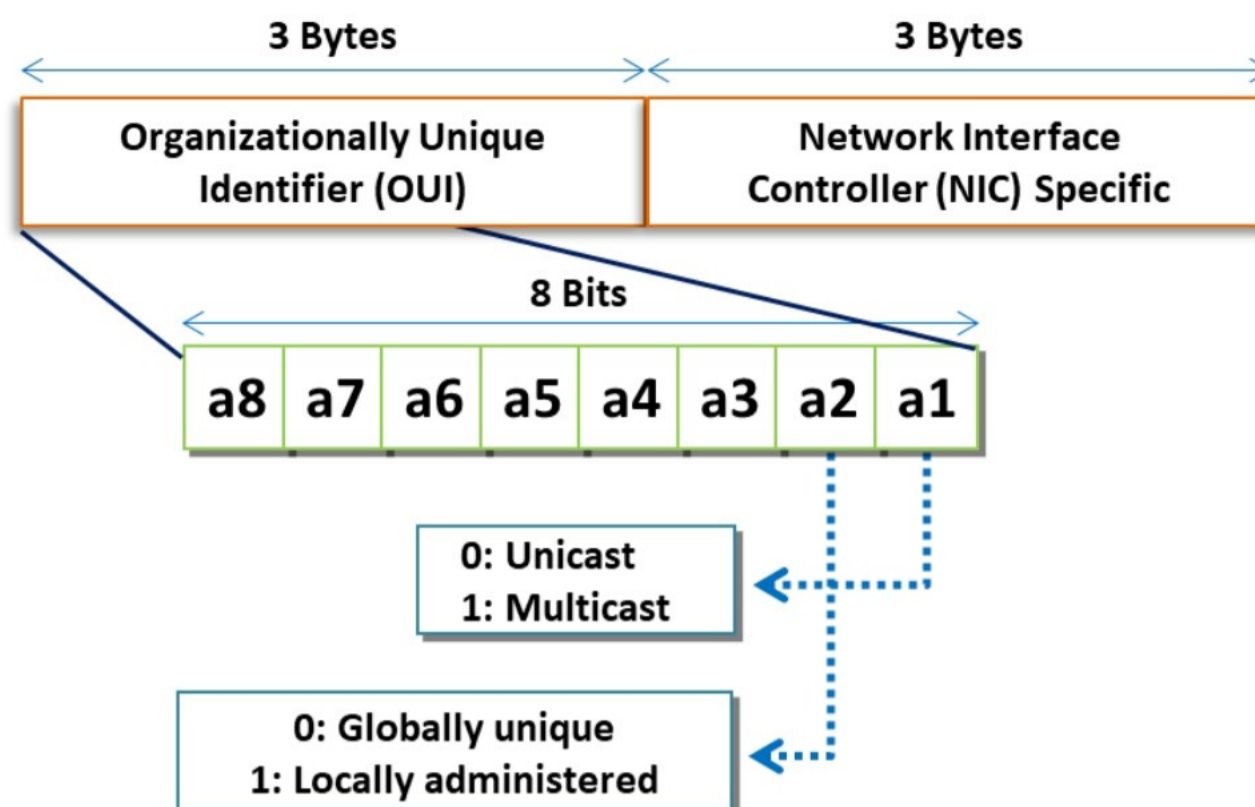 3 Bytes 3 Bytes
Organizationally Unique
Identifier (OUI)
Network Interface
Controller (NIC) Specific
8 Bits
a8 a7 a6 a5 a4 a3 a2 a1
0: Unicast
1: Multicast
0: Globally unique
1: Locally administered